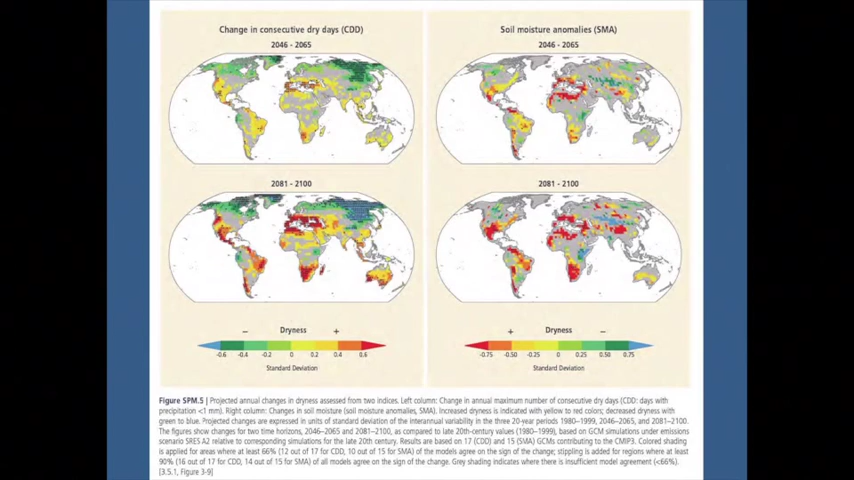 Change in consecutive dry days (CDD)
2046 - 2065
2081 - 2100
− Dryness +
-0.6 -0.4 -0.2 0 0.2 0.4 0.6
Standard Deviation
Soil moisture anomalies (SMA)
2046 - 2065
2081 - 2100
+ Dryness −
-0.75 -0.50 -0.25 0 0.25 0.50 0.75
Standard Deviation
Figure SPM.5 | Projected annual changes in dryness assessed from two indices. Left column: Change in annual maximum number of consecutive dry days (CDD: days with
precipitation <1 mm). Right column: Changes in soil moisture (soil moisture anomalies, SMA). Increased dryness is indicated with yellow to red colors; decreased dryness with
green to blue. Projected changes are expressed in units of standard deviation of the interannual variability in the three 20-year periods 1980–1999, 2046–2065, and 2081–2100.
The figures show changes for two time horizons, 2046–2065 and 2081–2100, as compared to late 20th-century values (1980–1999), based on GCM simulations under emissions
scenario SRES A2 relative to corresponding simulations for the late 20th century. Results are based on 17 (CDD) and 15 (SMA) GCMs contributing to the CMIP3. Colored shading
is applied for areas where at least 66% (12 out of 17 for CDD, 10 out of 15 for SMA) of the models agree on the sign of the change; stippling is added for regions where at least
90% (16 out of 17 for CDD, 14 out of 15 for SMA) of all models agree on the sign of the change. Grey shading indicates where there is insufficient model agreement (<66%).
[3.5.1, Figure 3-9]